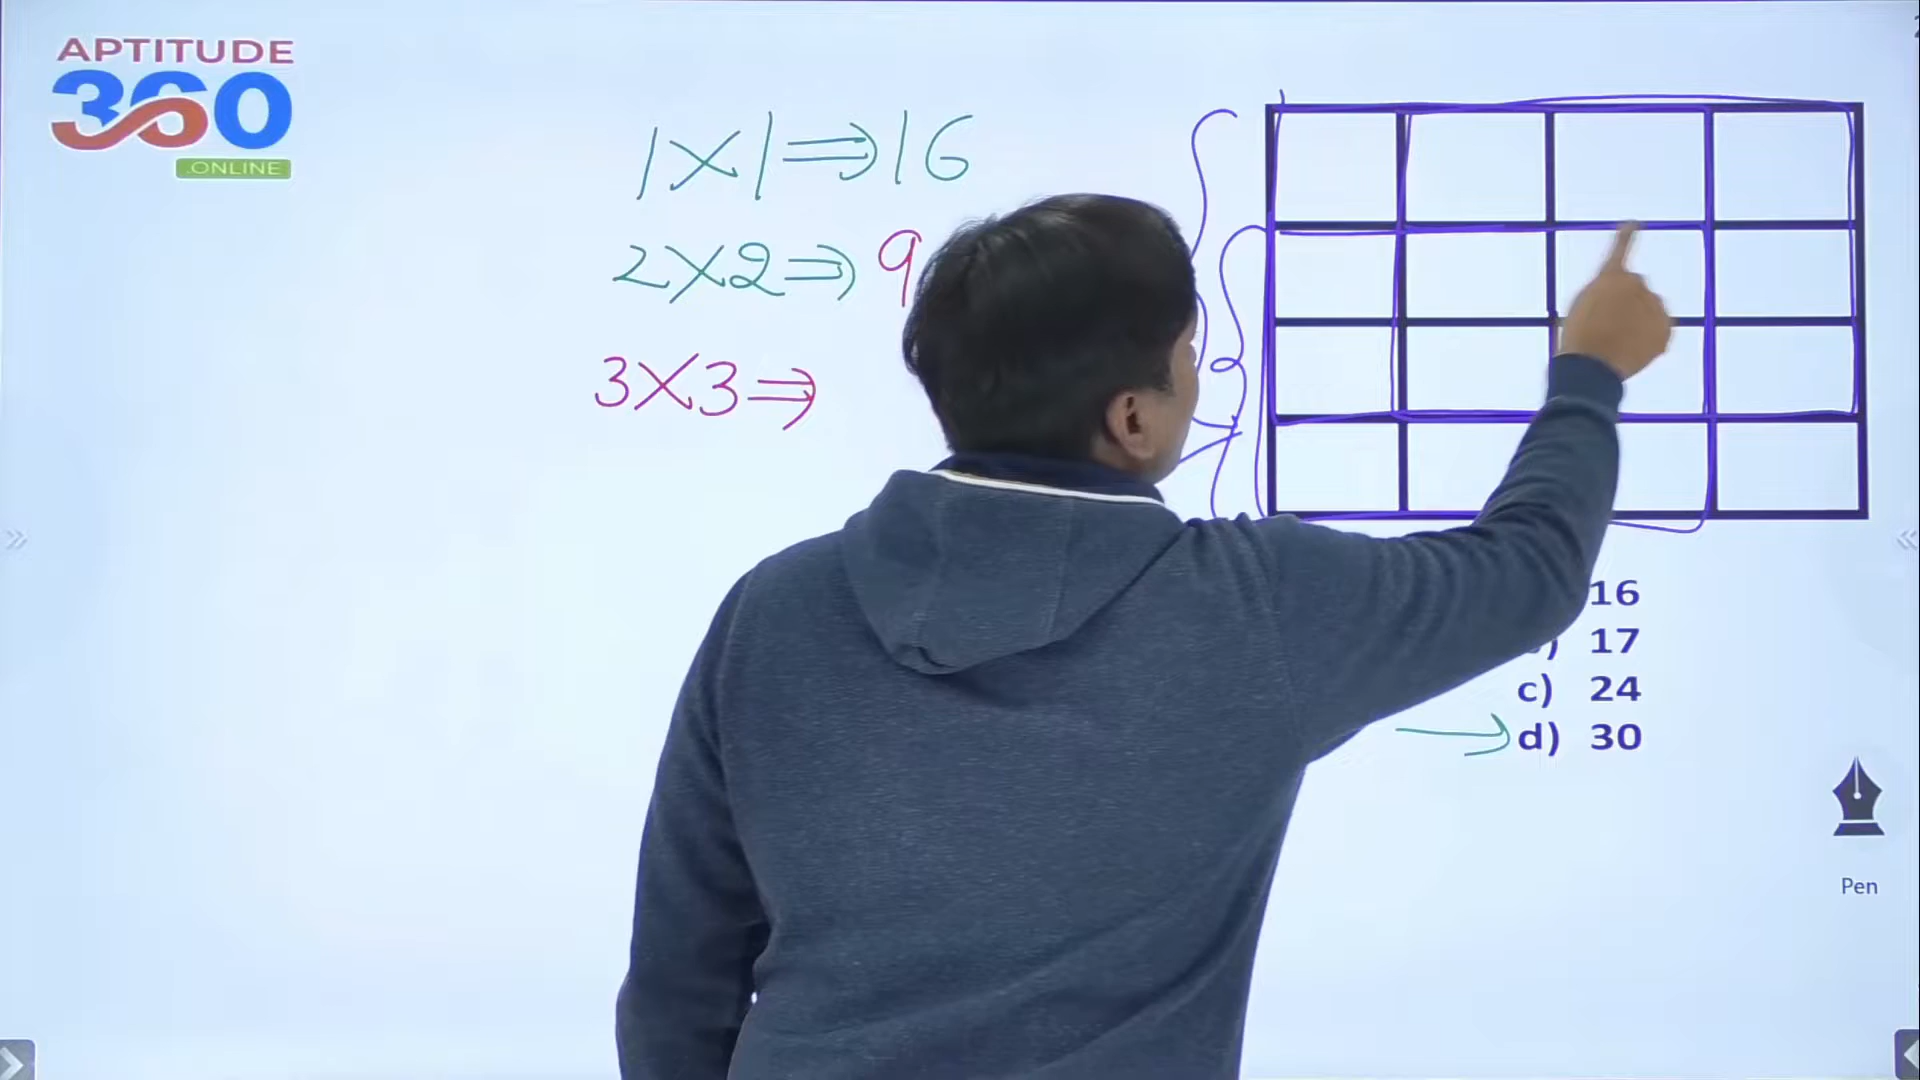 APTITUDE
360
.ONLINE
1×1⇒16
2×2⇒9
3×3⇒
16
17
c) 24
d) 30
Pen